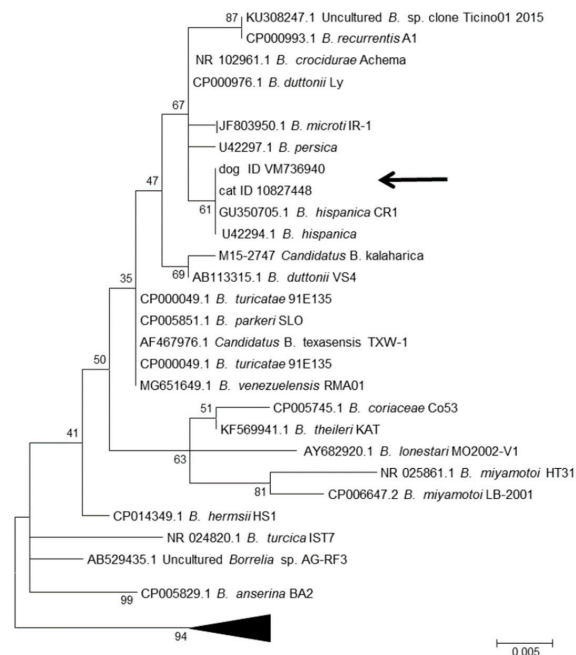 87 KU308247.1 Uncultured B. sp. clone Ticino01 2015
CP000993.1 B. recurrentis A1
NR 102961.1 B. crocidurae Achema
CP000976.1 B. duttonii Ly
67
JF803950.1 B. microti IR-1
U42297.1 B. persica
dog ID VM736940
47
cat ID 10827448
61 GU350705.1 B. hispanica CR1
U42294.1 B. hispanica
M15-2747 Candidatus B. kalaharica
69 AB113315.1 B. duttonii VS4
35
CP000049.1 B. turicatae 91E135
CP005851.1 B. parkeri SLO
AF467976.1 Candidatus B. texasensis TXW-1
CP000049.1 B. turicatae 91E135
50
MG651649.1 B. venezuelensis RMA01
51 CP005745.1 B. coriaceae Co53
KF569941.1 B. theileri KAT
41
AY682920.1 B. lonestari MO2002-V1
63
NR 025861.1 B. miyamotoi HT31
81 CP006647.2 B. miyamotoi LB-2001
CP014349.1 B. hermsii HS1
NR 024820.1 B. turcica IST7
AB529435.1 Uncultured Borrelia sp. AG-RF3
99 CP005829.1 B. anserina BA2
94
0.005